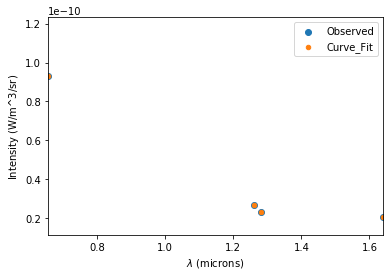 1e−10
1.2
1.0
0.8
0.6
0.4
0.2
Intensity (W/m^3/sr)
Observed
Curve_Fit
0.8 1.0 1.2 1.4 1.6
λ (microns)